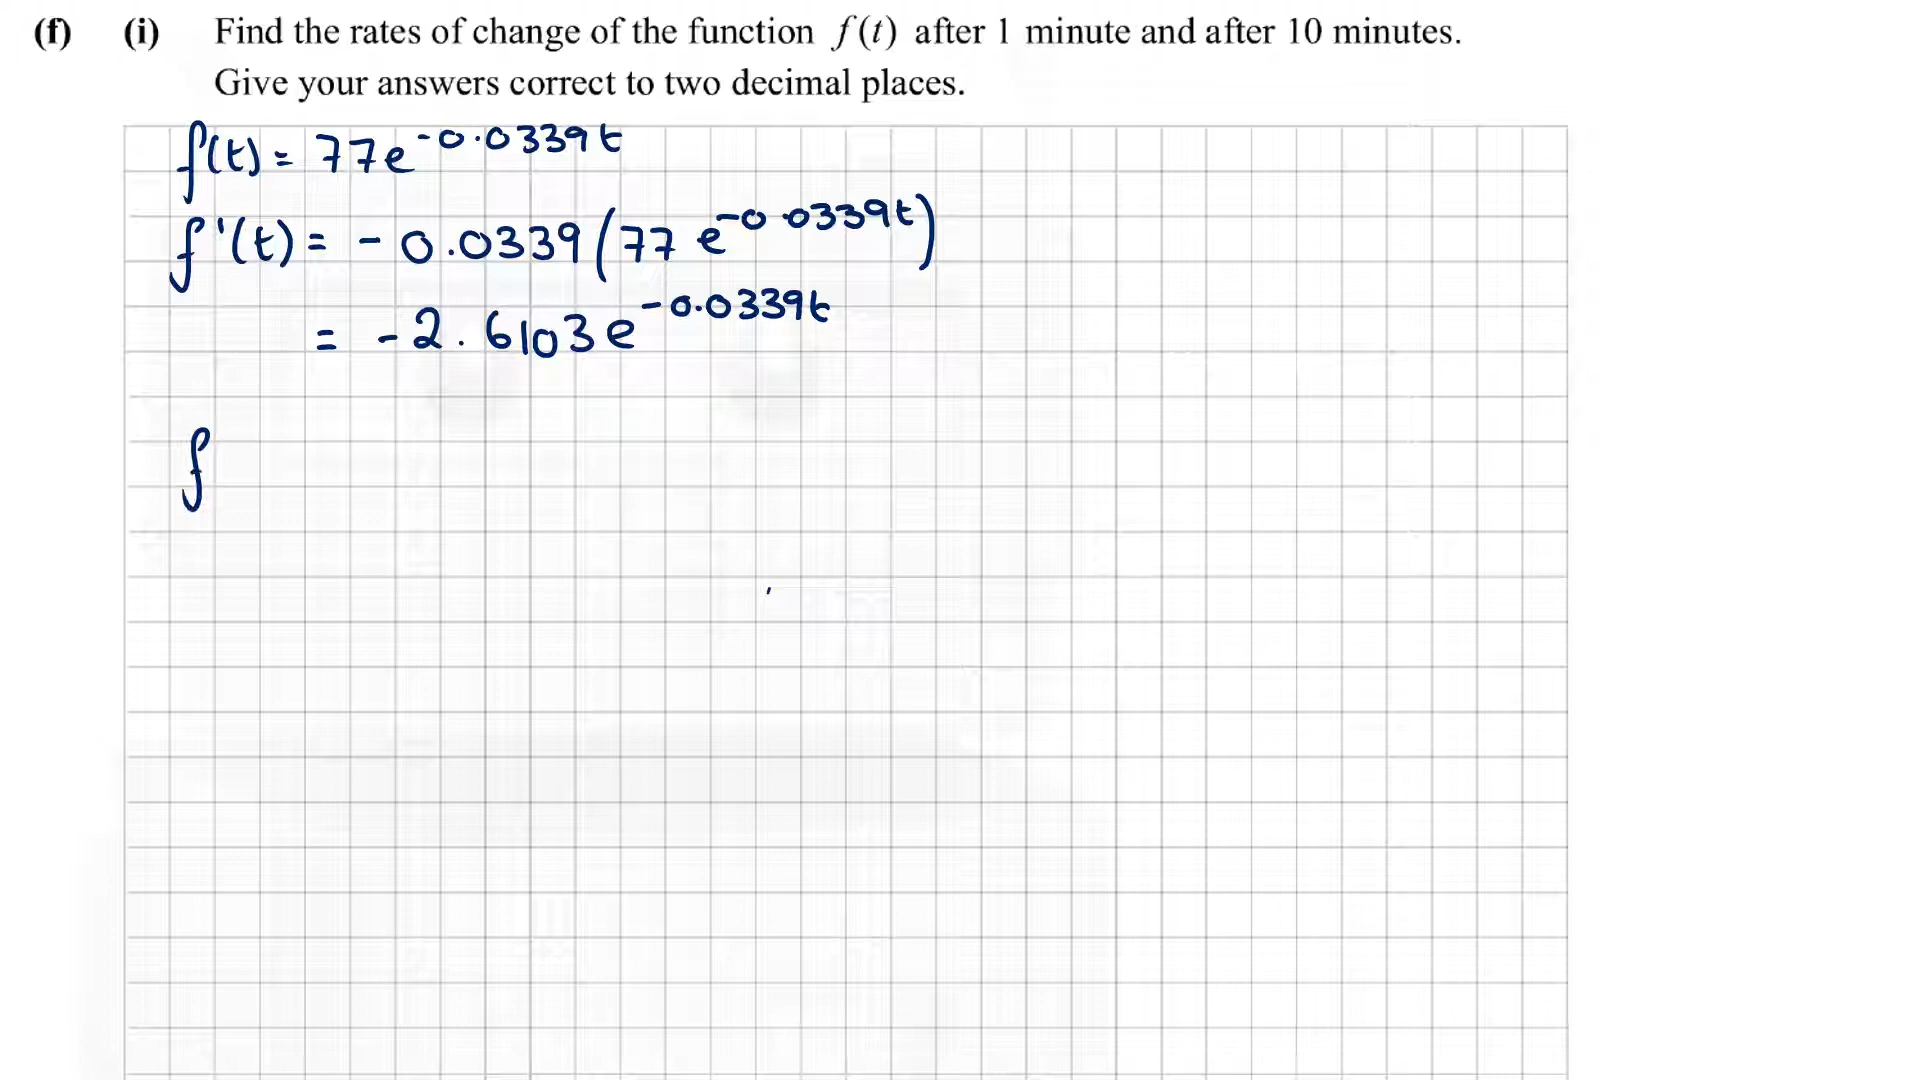 (f) (i) Find the rates of change of the function f(t) after 1 minute and after 10 minutes.
Give your answers correct to two decimal places.
f(t) = 77e^{-0.0339t}
f'(t) = -0.0339(77e^{-0.0339t})
= -2.6103e^{-0.0339t}
f